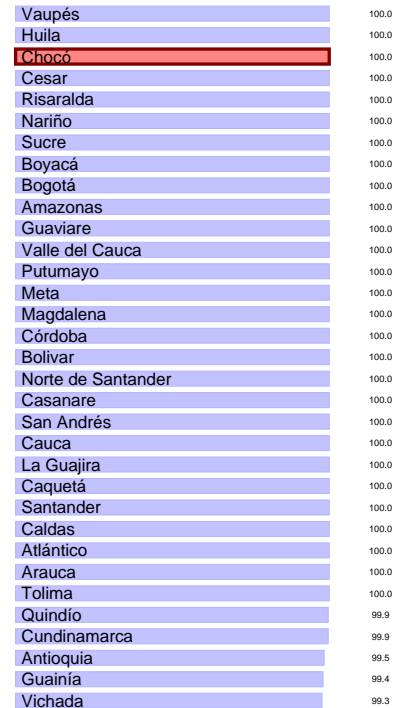 Vaupés 100.0
Huila 100.0
Chocó 100.0
Cesar 100.0
Risaralda 100.0
Nariño 100.0
Sucre 100.0
Boyacá 100.0
Bogotá 100.0
Amazonas 100.0
Guaviare 100.0
Valle del Cauca 100.0
Putumayo 100.0
Meta 100.0
Magdalena 100.0
Córdoba 100.0
Bolivar 100.0
Norte de Santander 100.0
Casanare 100.0
San Andrés 100.0
Cauca 100.0
La Guajira 100.0
Caquetá 100.0
Santander 100.0
Caldas 100.0
Atlántico 100.0
Arauca 100.0
Tolima 100.0
Quindío 99.9
Cundinamarca 99.9
Antioquia 99.5
Guainía 99.4
Vichada 99.3